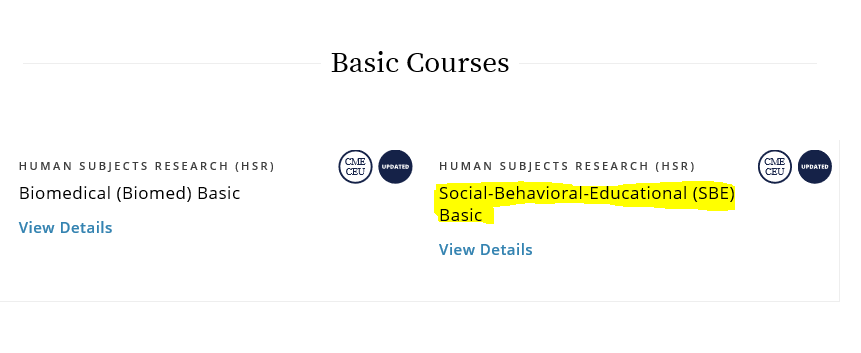 Basic Courses
HUMAN SUBJECTS RESEARCH (HSR)
CME
CEU
UPDATED
Biomedical (Biomed) Basic
View Details
HUMAN SUBJECTS RESEARCH (HSR)
CME
CEU
UPDATED
Social-Behavioral-Educational (SBE)
Basic
View Details